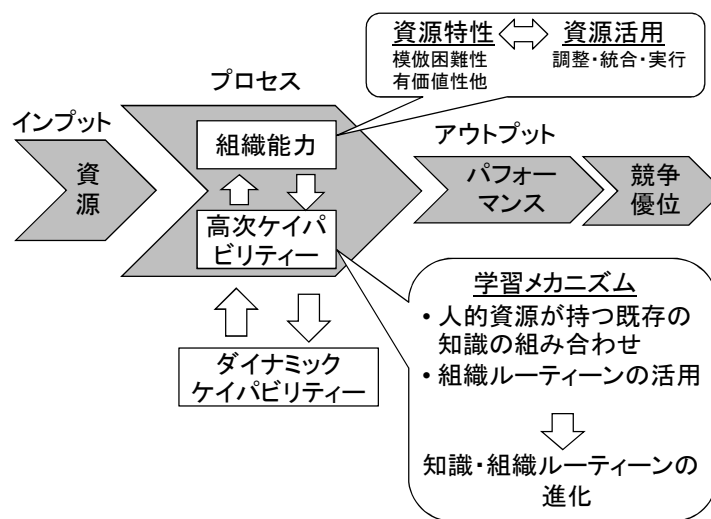 資源特性
模倣困難性
有価値性他
資源活用
調整・統合・実行
プロセス
インプット
資
源
組織能力
高次ケイパ
ビリティー
アウトプット
パフォー
マンス
競争
優位
ダイナミック
ケイパビリティー
学習メカニズム
・人的資源が持つ既存の
知識の組み合わせ
・組織ルーティーンの活用
知識・組織ルーティーンの
進化